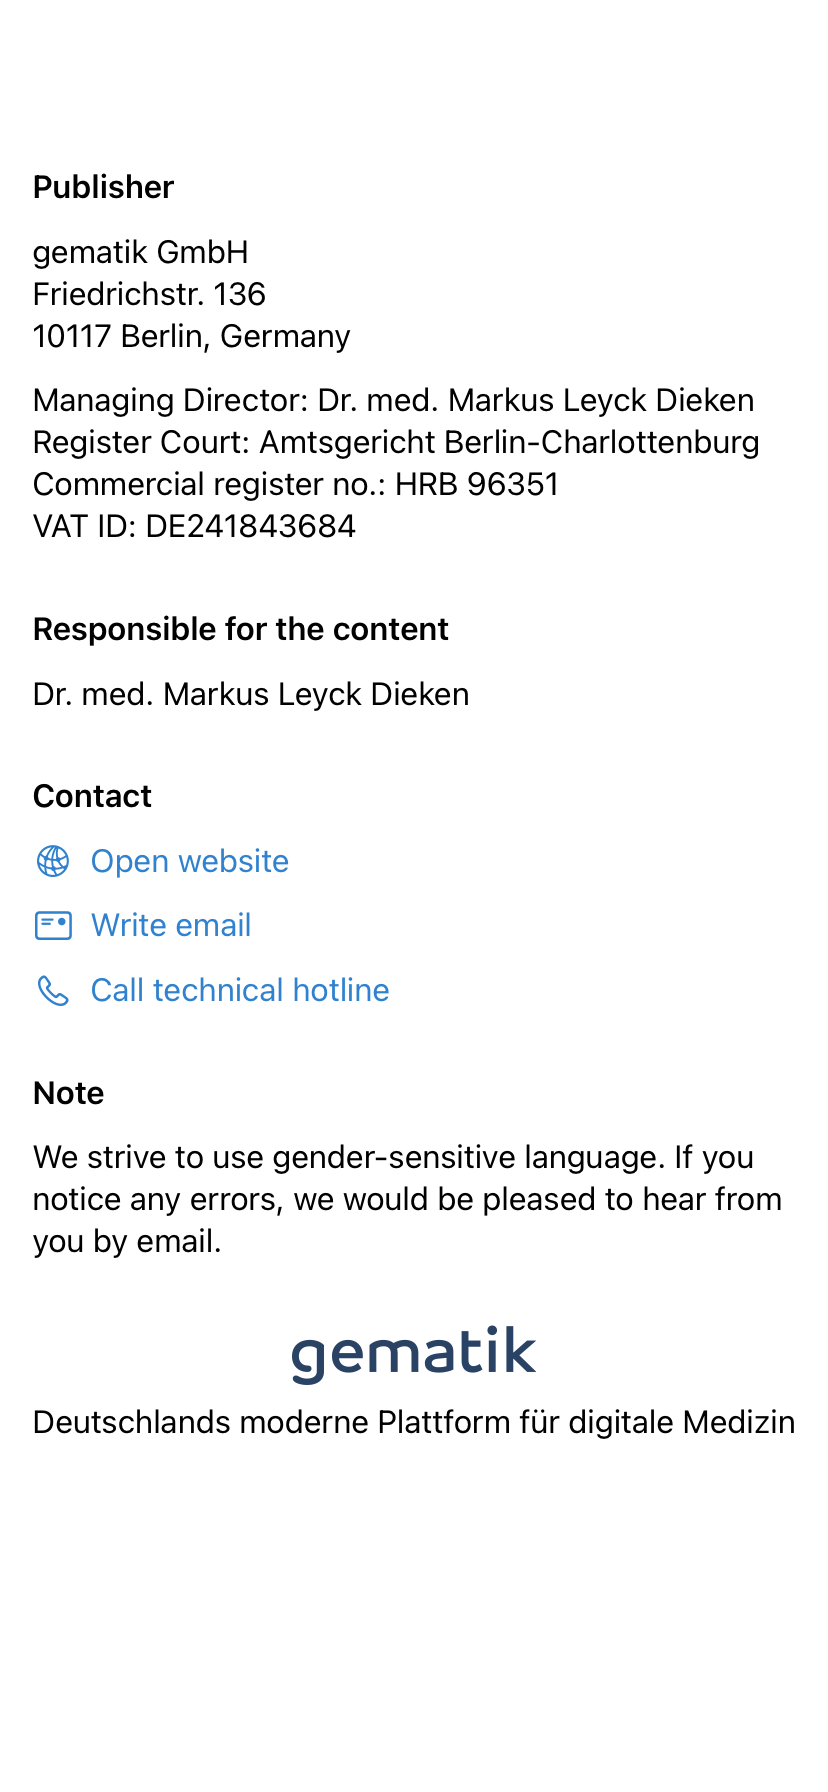 Publisher
gematik GmbH
Friedrichstr. 136
10117 Berlin, Germany
Managing Director: Dr. med. Markus Leyck Dieken
Register Court: Amtsgericht Berlin-Charlottenburg
Commercial register no.: HRB 96351
VAT ID: DE241843684
Responsible for the content
Dr. med. Markus Leyck Dieken
Contact
Open website
Write email
Call technical hotline
Note
We strive to use gender-sensitive language. If you
notice any errors, we would be pleased to hear from
you by email.
gematik
Deutschlands moderne Plattform für digitale Medizin